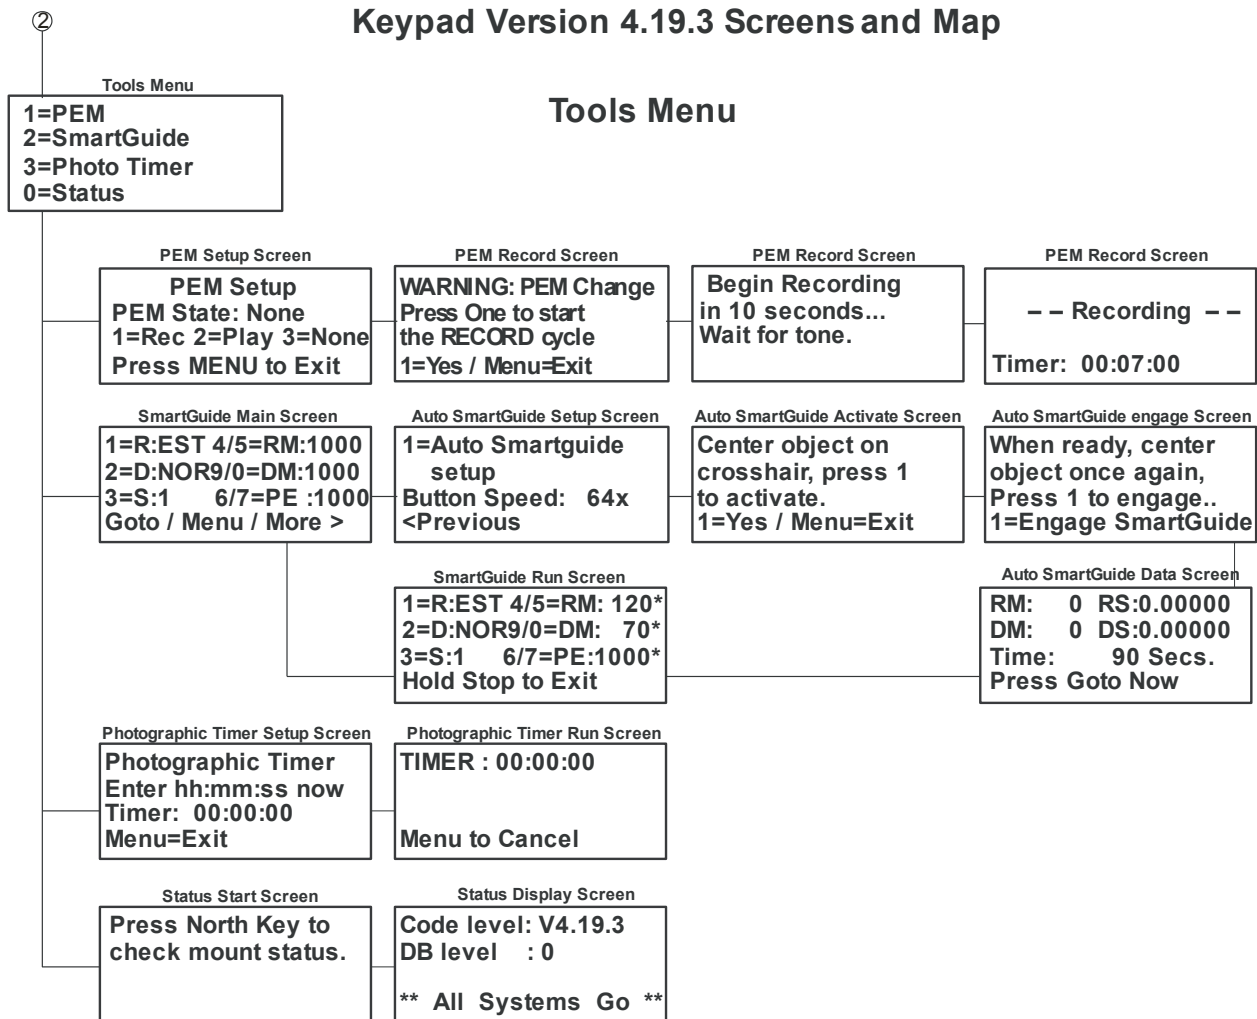 ②
Keypad Version 4.19.3 Screens and Map
Tools Menu
Tools Menu
1=PEM
2=SmartGuide
3=Photo Timer
0=Status
PEM Setup Screen
PEM Setup
PEM State: None
1=Rec 2=Play 3=None
Press MENU to Exit
PEM Record Screen
WARNING: PEM Change
Press One to start
the RECORD cycle
1=Yes / Menu=Exit
PEM Record Screen
Begin Recording
in 10 seconds...
Wait for tone.
PEM Record Screen
– – Recording – –
Timer: 00:07:00
SmartGuide Main Screen
1=R:EST 4/5=RM:1000
2=D:NOR9/0=DM:1000
3=S:1 6/7=PE :1000
Goto / Menu / More >
Auto SmartGuide Setup Screen
1=Auto Smartguide
setup
Button Speed: 64x
<Previous
Auto SmartGuide Activate Screen
Center object on
crosshair, press 1
to activate.
1=Yes / Menu=Exit
Auto SmartGuide engage Screen
When ready, center
object once again,
Press 1 to engage..
1=Engage SmartGuide
SmartGuide Run Screen
1=R:EST 4/5=RM: 120*
2=D:NOR9/0=DM: 70*
3=S:1 6/7=PE:1000*
Hold Stop to Exit
Auto SmartGuide Data Screen
RM: 0 RS:0.00000
DM: 0 DS:0.00000
Time: 90 Secs.
Press Goto Now
Photographic Timer Setup Screen
Photographic Timer
Enter hh:mm:ss now
Timer: 00:00:00
Menu=Exit
Photographic Timer Run Screen
TIMER : 00:00:00
Menu to Cancel
Status Start Screen
Press North Key to
check mount status.
Status Display Screen
Code level: V4.19.3
DB level : 0
** All Systems Go **